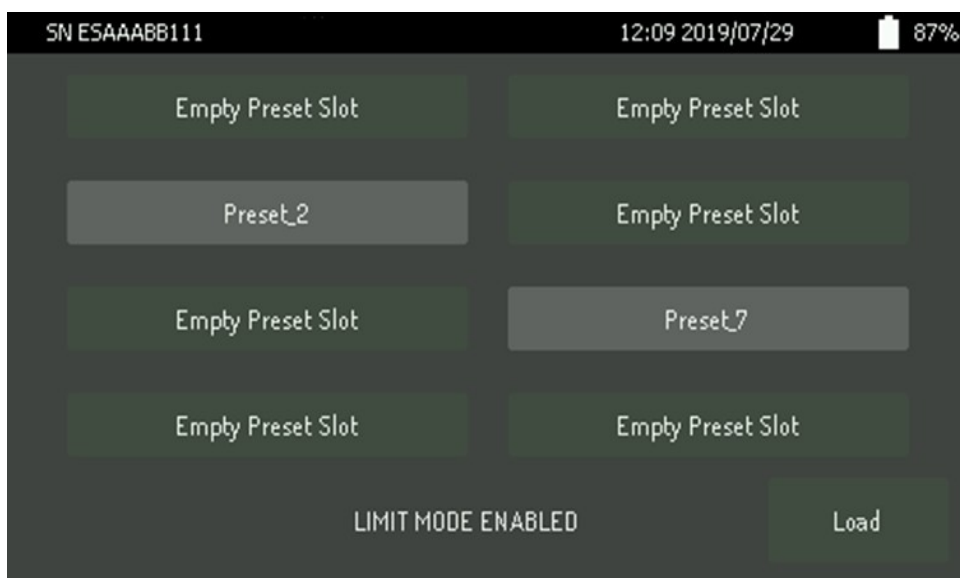 SN ESAAABB111 12:09 2019/07/29 87%
Empty Preset Slot Empty Preset Slot
Preset_2 Empty Preset Slot
Empty Preset Slot Preset_7
Empty Preset Slot Empty Preset Slot
LIMIT MODE ENABLED Load